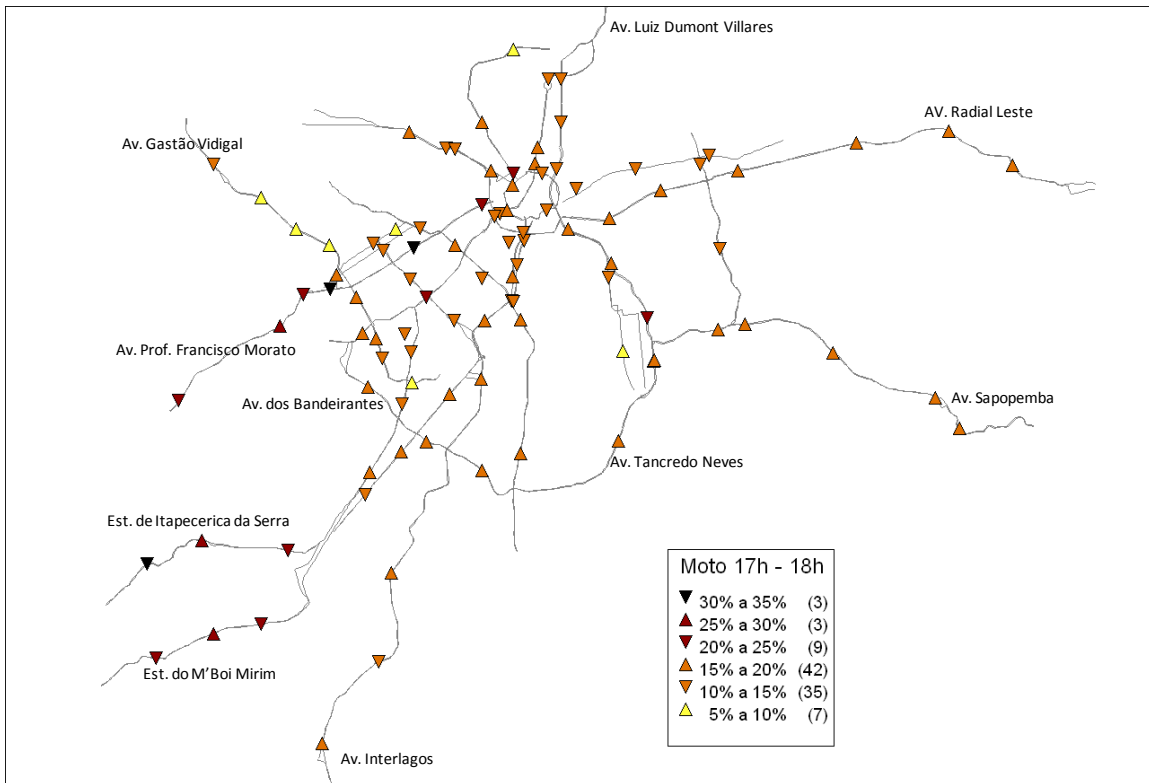 Av. Luiz Dumont Villares
AV. Radial Leste
Av. Gastão Vidigal
Av. Prof. Francisco Morato
Av. dos Bandeirantes
Av. Sapopemba
Av. Tancredo Neves
Est. de Itapecerica da Serra
Est. do M'Boi Mirim
Av. Interlagos
Moto 17h - 18h
30% a 35% (3)
25% a 30% (3)
20% a 25% (9)
15% a 20% (42)
10% a 15% (35)
5% a 10% (7)